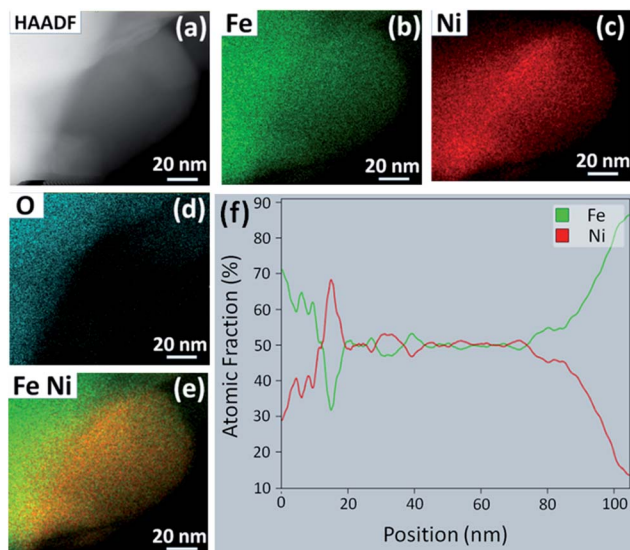 HAADF
(a)
20 nm
Fe
(b)
20 nm
Ni
(c)
20 nm
O
(d)
20 nm
Fe Ni
(e)
20 nm
(f)
Fe
Ni
90
80
70
60
50
40
30
20
10
Atomic Fraction (%)
0 20 40 60 80 100
Position (nm)